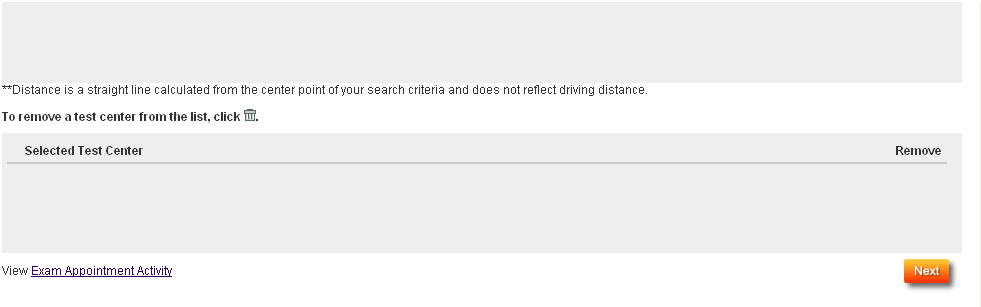 **Distance is a straight line calculated from the center point of your search criteria and does not reflect driving distance.
To remove a test center from the list, click .
Selected Test Center Remove
View Exam Appointment Activity Next